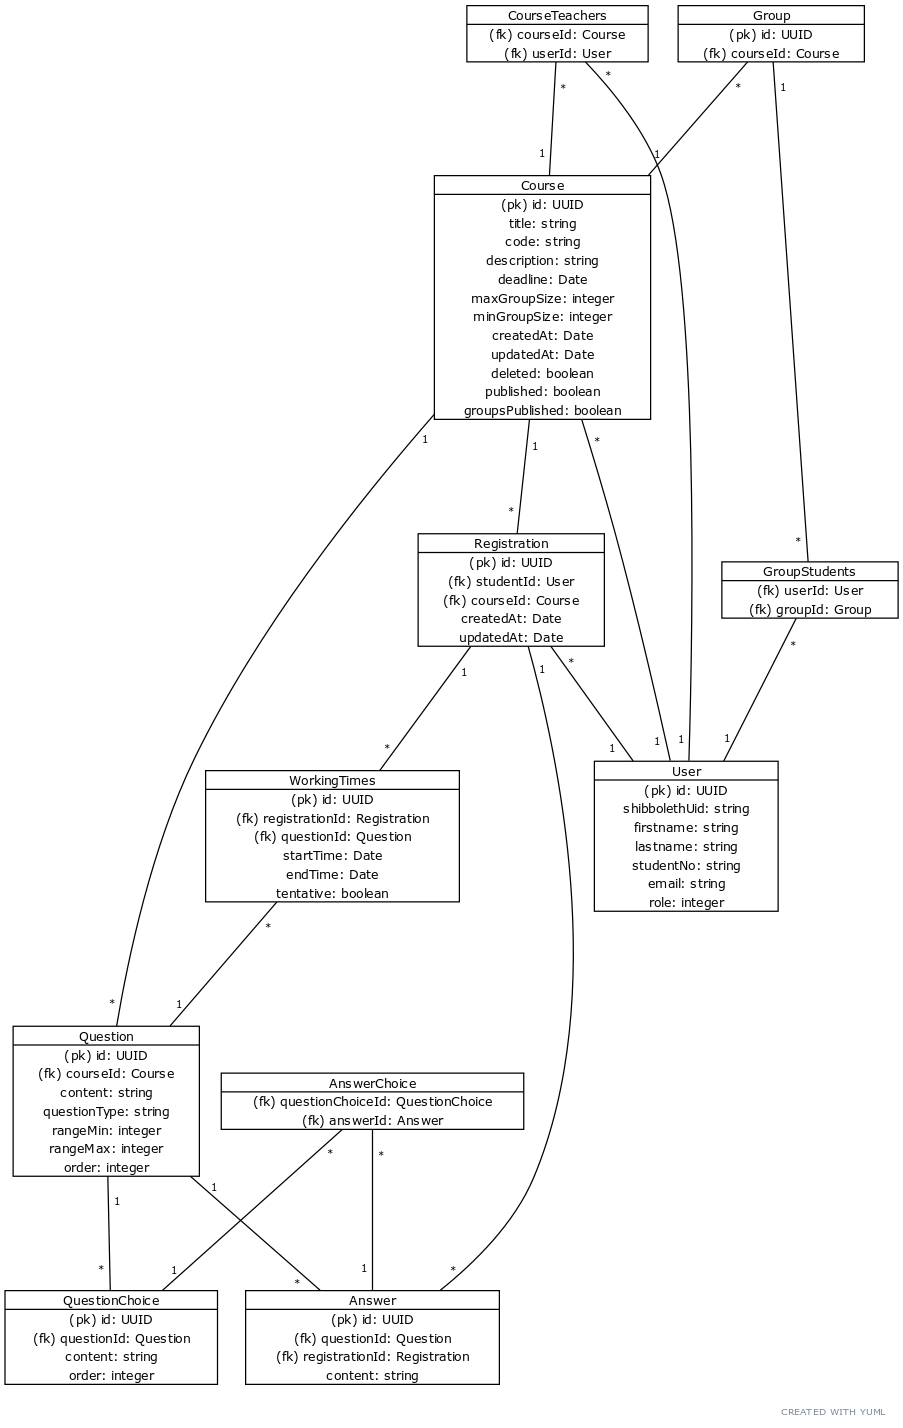 CourseTeachers
(fk) courseId: Course
(fk) userId: User
*
*
1
Group
(pk) id: UUID
(fk) courseId: Course
*
1
1
Course
(pk) id: UUID
title: string
code: string
description: string
deadline: Date
maxGroupSize: integer
minGroupSize: integer
createdAt: Date
updatedAt: Date
deleted: boolean
published: boolean
groupsPublished: boolean
1
1
*
*
*
Registration
(pk) id: UUID
(fk) studentId: User
(fk) courseId: Course
createdAt: Date
updatedAt: Date
GroupStudents
(fk) userId: User
(fk) groupId: Group
1
1
*
*
*
1
1
1
1
WorkingTimes
(pk) id: UUID
(fk) registrationId: Registration
(fk) questionId: Question
startTime: Date
endTime: Date
tentative: boolean
User
(pk) id: UUID
shibbolethUid: string
firstname: string
lastname: string
studentNo: string
email: string
role: integer
*
*
1
Question
(pk) id: UUID
(fk) courseId: Course
content: string
questionType: string
rangeMin: integer
rangeMax: integer
order: integer
AnswerChoice
(fk) questionChoiceId: QuestionChoice
(fk) answerId: Answer
*
*
1
1
*
1
*
1
*
QuestionChoice
(pk) id: UUID
(fk) questionId: Question
content: string
order: integer
Answer
(pk) id: UUID
(fk) questionId: Question
(fk) registrationId: Registration
content: string
CREATED WITH YUML